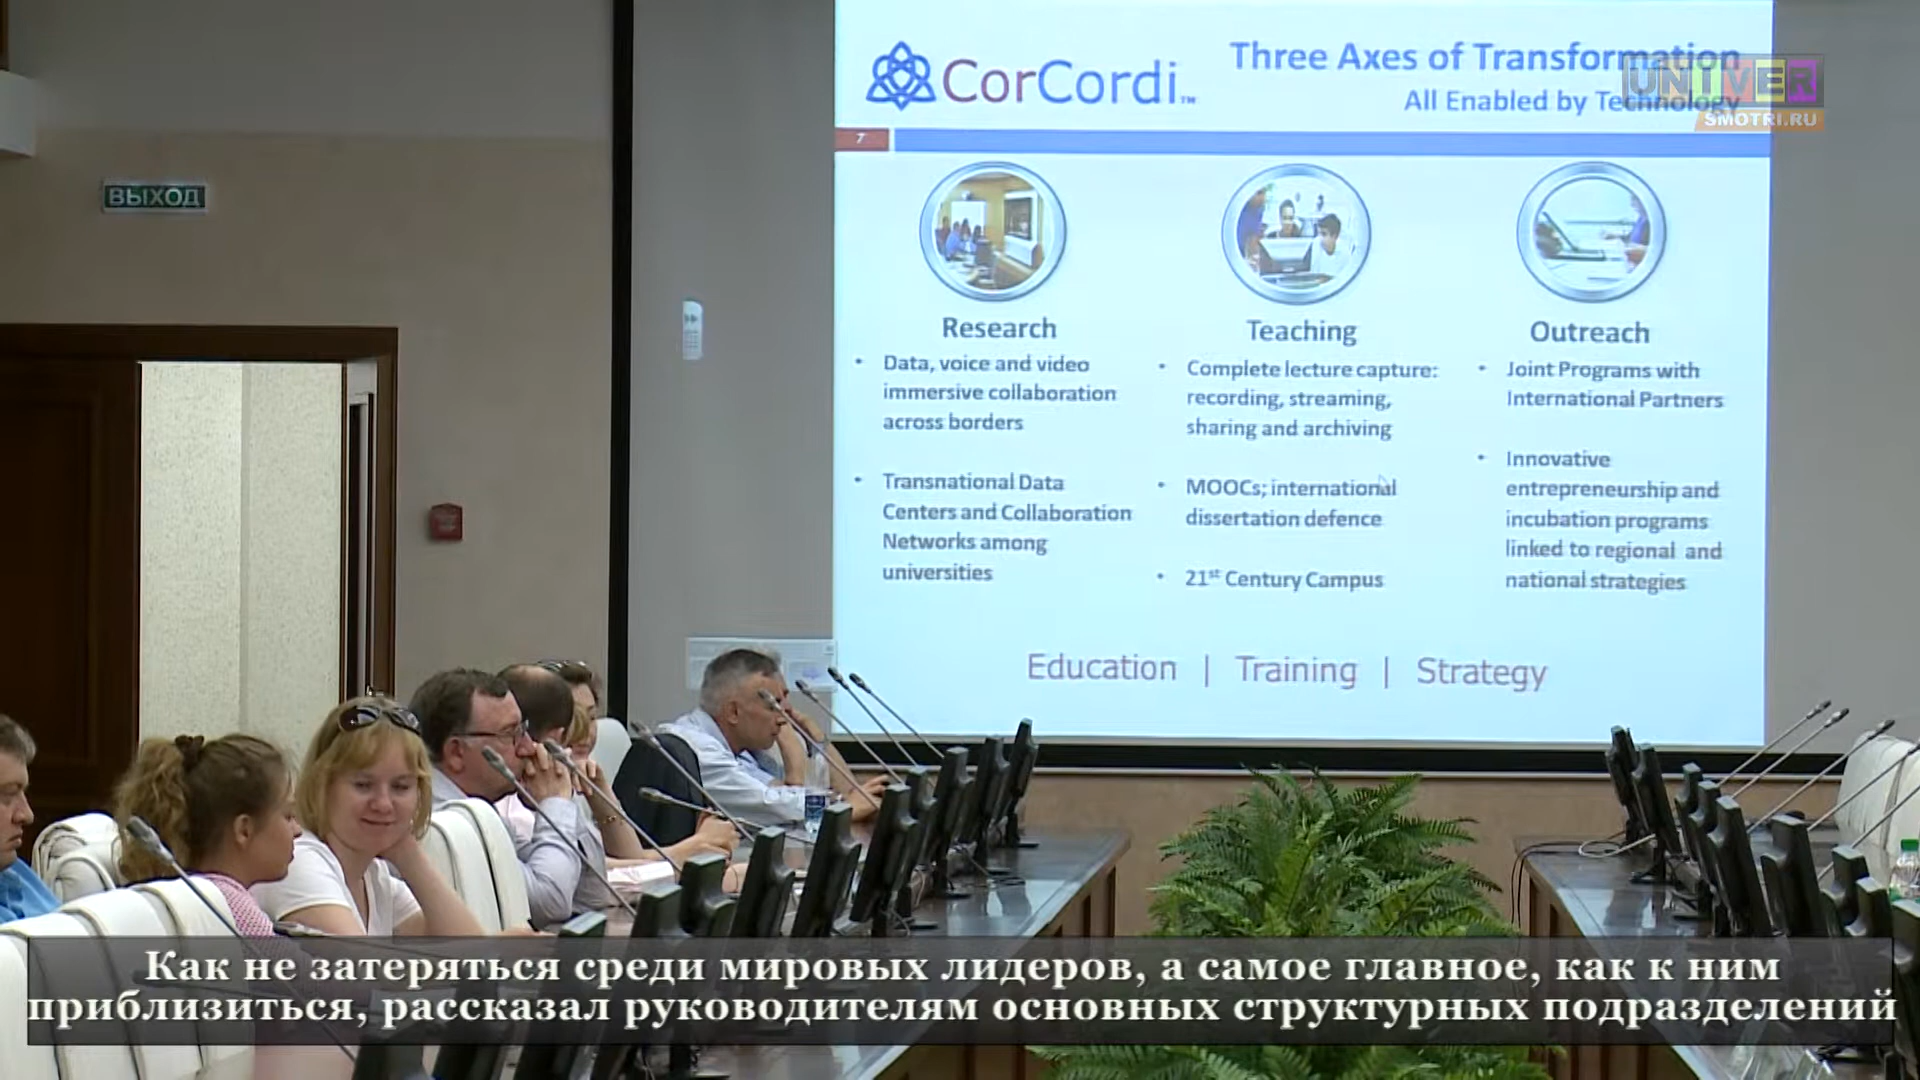 CorCordi™
Three Axes of Transformation
All Enabled by Technology
UNIVER
SMOTRI.RU
7
ВЫХОД
Research
• Data, voice and video
immersive collaboration
across borders
• Transnational Data
Centers and Collaboration
Networks among
universities
Teaching
• Complete lecture capture:
recording, streaming,
sharing and archiving
• MOOCs; international
dissertation defence
• 21st Century Campus
Outreach
• Joint Programs with
International Partners
• Innovative
entrepreneurship and
incubation programs
linked to regional and
national strategies
Education | Training | Strategy
Как не затеряться среди мировых лидеров, а самое главное, как к ним
приблизиться, рассказал руководителям основных структурных подразделений